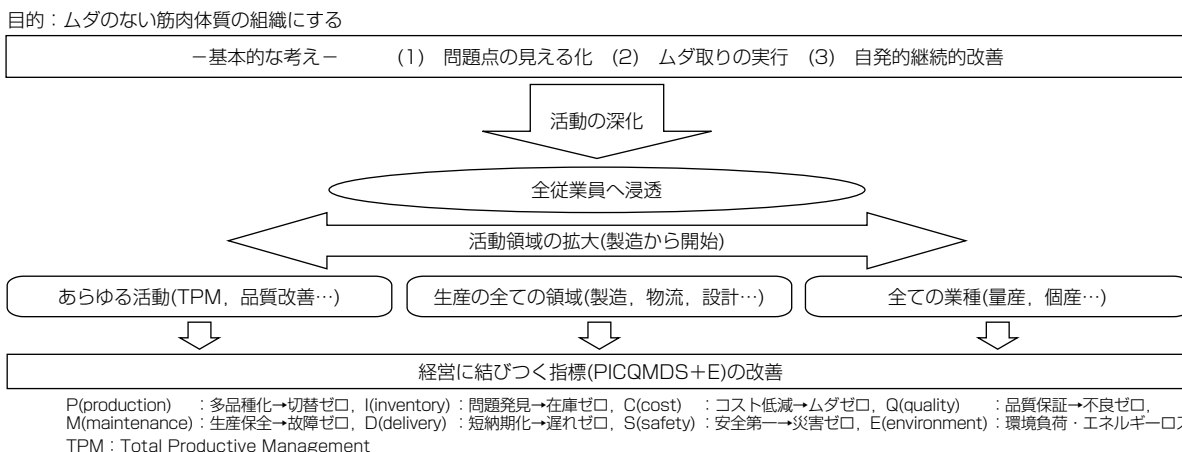 目的：ムダのない筋肉体質の組織にする
－基本的な考え－ (1) 問題点の見える化 (2) ムダ取りの実行 (3) 自発的継続的改善
活動の深化
全従業員へ浸透
活動領域の拡大(製造から開始)
あらゆる活動(TPM，品質改善…) 生産の全ての領域(製造，物流，設計…) 全ての業種(量産，個産…)
経営に結びつく指標(PICQMDS＋E)の改善
P(production) ：多品種化→切替ゼロ，I(inventory)：問題発見→在庫ゼロ，C(cost) ：コスト低減→ムダゼロ，Q(quality) ：品質保証→不良ゼロ，
M(maintenance)：生産保全→故障ゼロ，D(delivery)：短納期化→遅れゼロ，S(safety)：安全第一→災害ゼロ，E(environment)：環境負荷・エネルギーロス
TPM：Total Productive Management